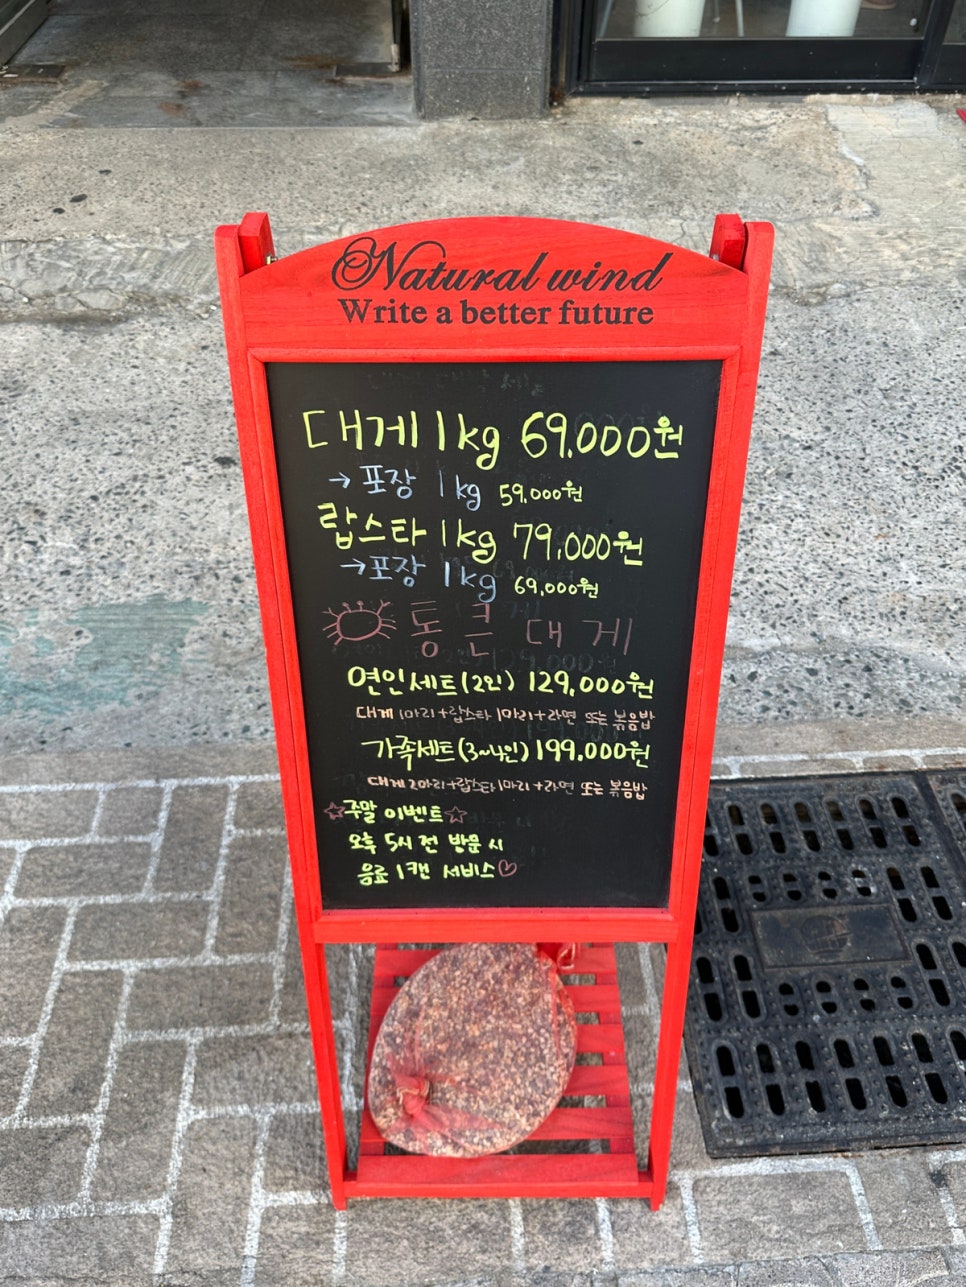 Natural wind
Write a better future
대게 1kg 69.000원
→ 포장 1kg 59.000원
랍스타 1kg 79.000원
→ 포장 1kg 69.000원
통큰 대게
연인세트(2인) 129.000원
대게 1마리+랍스타 1마리+라면 또는 볶음밥
가족세트(3~4인) 199.000원
대게 2마리+랍스타 1마리+라면 또는 볶음밥
☆주말 이벤트☆
오후 5시 전 방문 시
음료 1캔 서비스♡